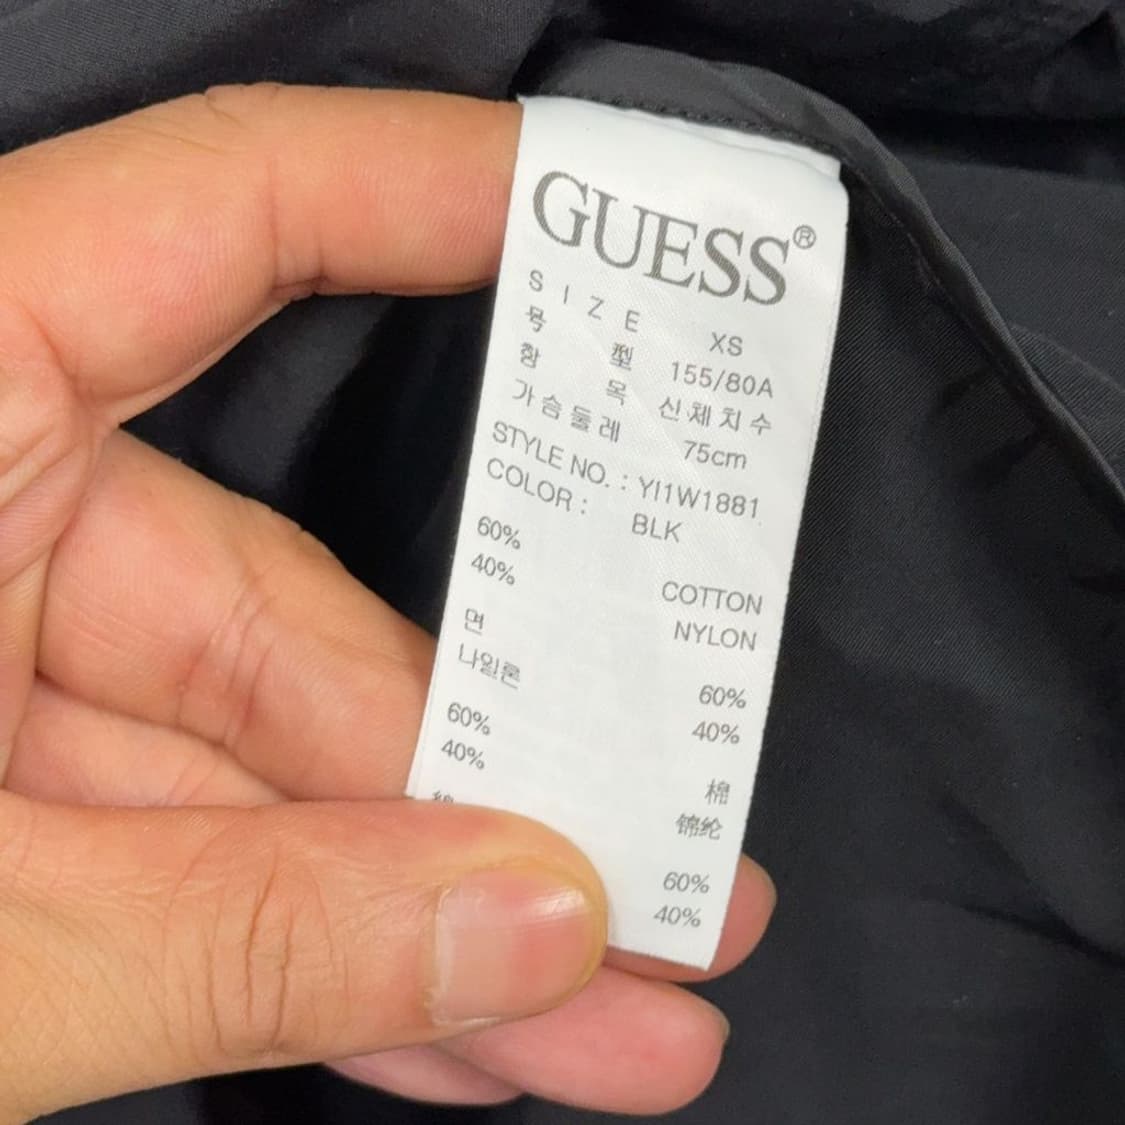 GUESS®
SIZE XS
号 型 155/80A
항 목 신체치수
가슴둘레 75cm
STYLE NO. : YI1W1881
COLOR : BLK
60% COTTON
40% NYLON
면 60%
나일론 40%
60% 棉
40% 锦纶
60%
40%